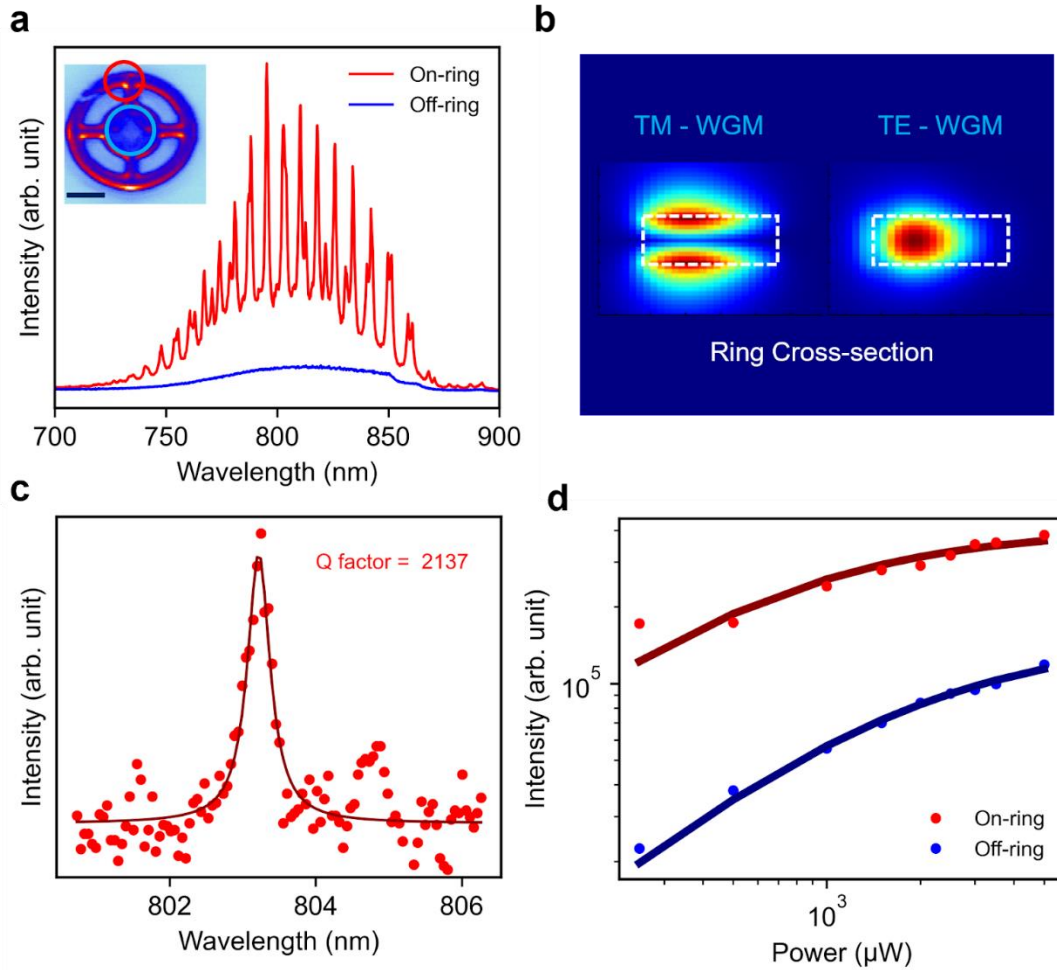 a
On-ring
Off-ring
Intensity (arb. unit)
700 750 800 850 900
Wavelength (nm)
b
TM - WGM TE - WGM
Ring Cross-section
c
Q factor = 2137
Intensity (arb. unit)
802 804 806
Wavelength (nm)
d
10⁵
Intensity (arb. unit)
On-ring
Off-ring
10³
Power (µW)